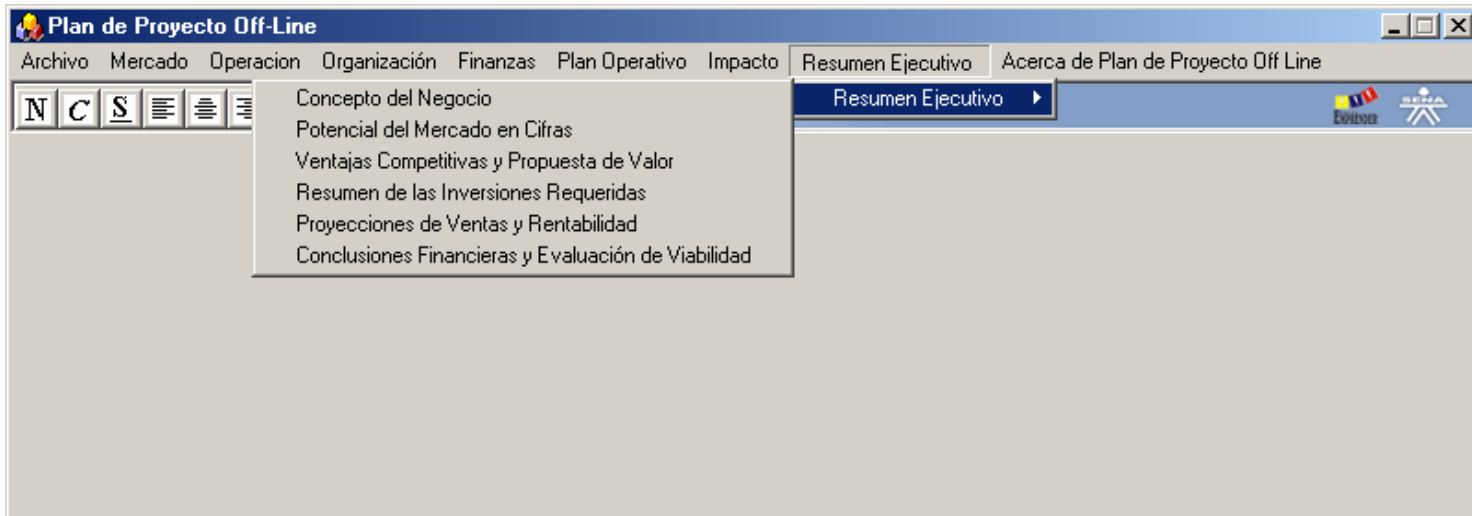 Plan de Proyecto Off-Line
Archivo Mercado Operacion Organización Finanzas Plan Operativo Impacto Resumen Ejecutivo Acerca de Plan de Proyecto Off Line
N C S
Resumen Ejecutivo
SENA
Concepto del Negocio
Potencial del Mercado en Cifras
Ventajas Competitivas y Propuesta de Valor
Resumen de las Inversiones Requeridas
Proyecciones de Ventas y Rentabilidad
Conclusiones Financieras y Evaluación de Viabilidad